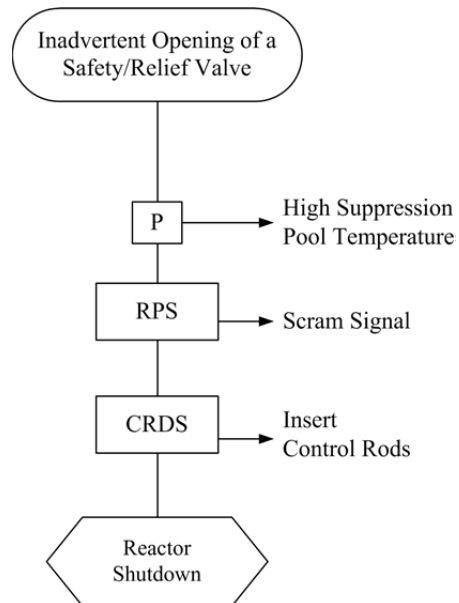 Inadvertent Opening of a
Safety/Relief Valve
P
High Suppression
Pool Temperature
RPS
Scram Signal
CRDS
Insert
Control Rods
Reactor
Shutdown